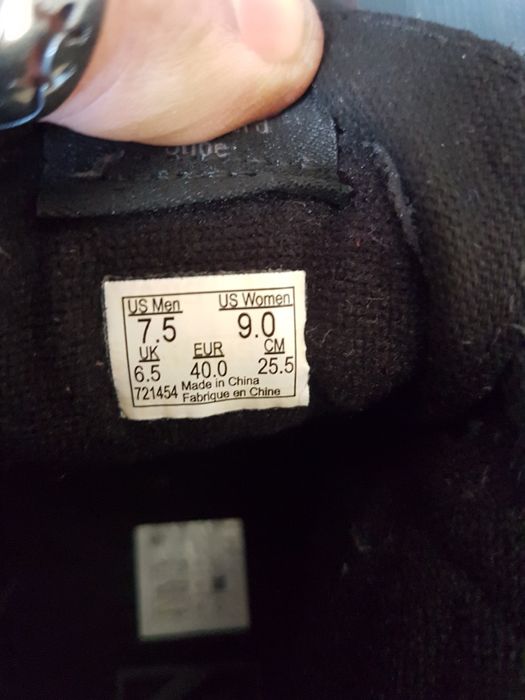 US Men US Women
7.5 9.0
UK EUR CM
6.5 40.0 25.5
721454 Made in China
Fabrique en Chine